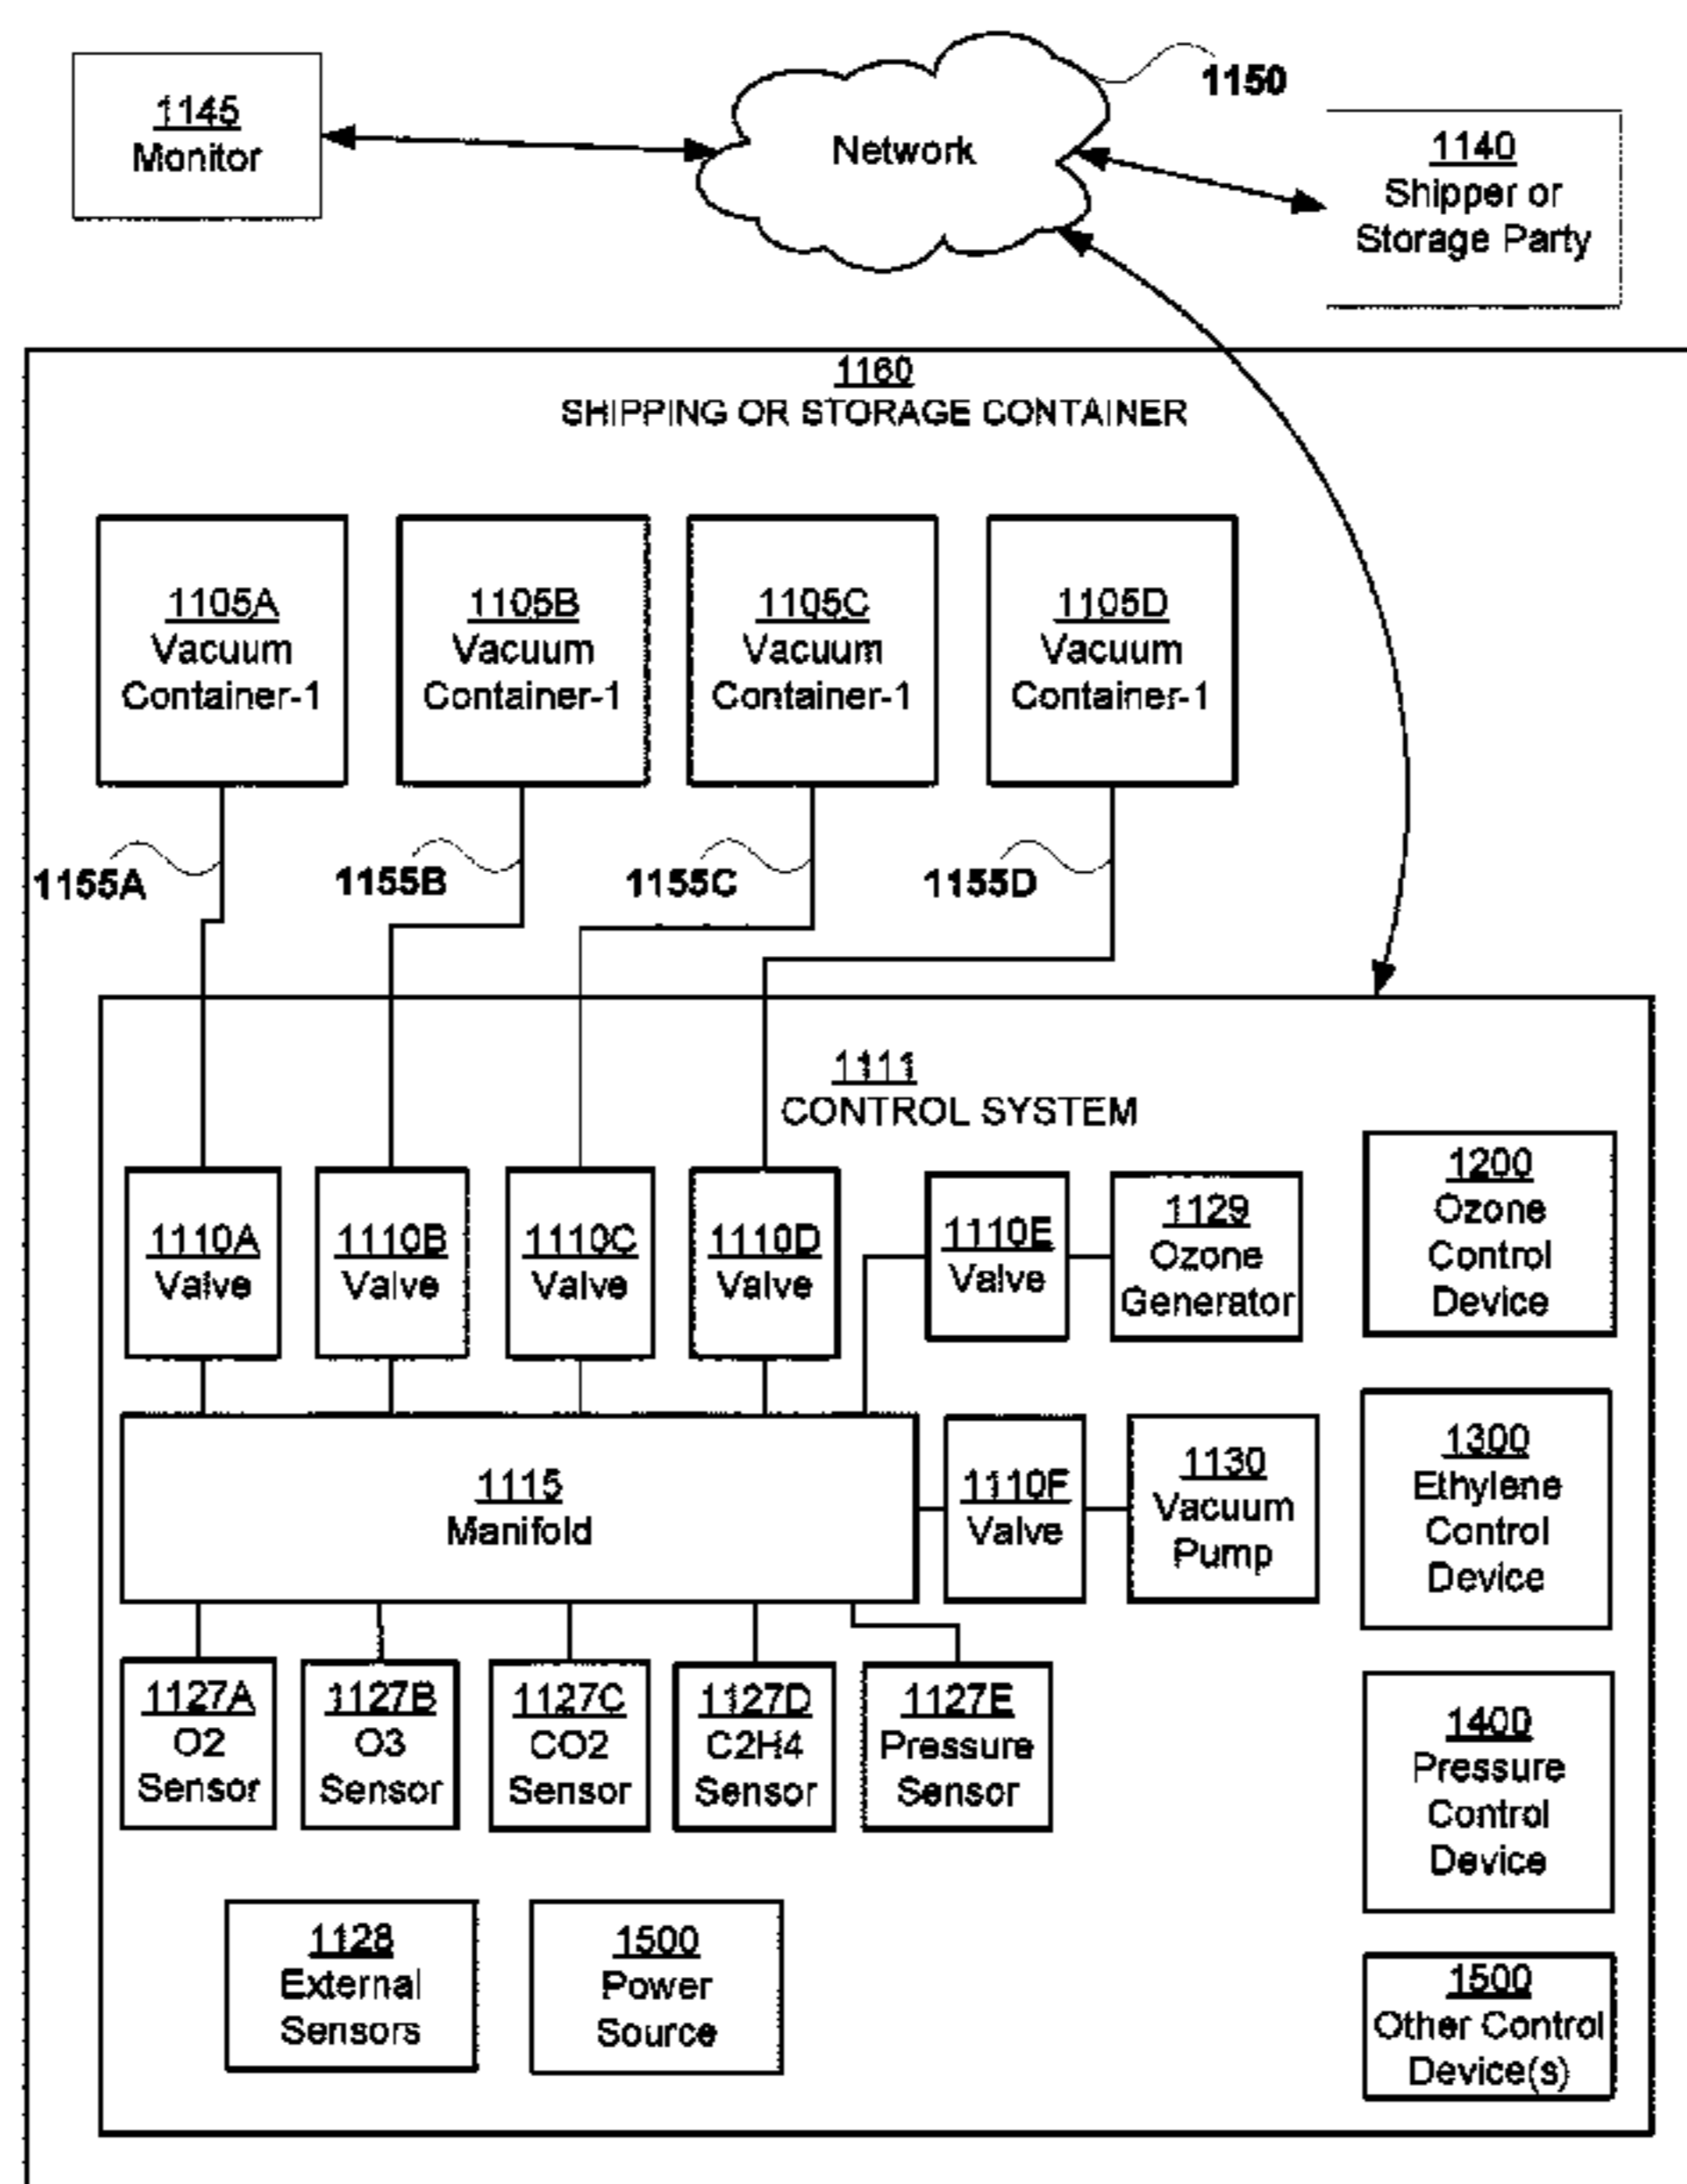 1150
1145
Monitor
Network
1140
Shipper or
Storage Party
1160
SHIPPING OR STORAGE CONTAINER
1105A
Vacuum
Container-1
1105B
Vacuum
Container-1
1105C
Vacuum
Container-1
1105D
Vacuum
Container-1
1155A
1155B
1155C
1155D
1111
CONTROL SYSTEM
1110A
Valve
1110B
Valve
1110C
Valve
1110D
Valve
1110E
Valve
1129
Ozone
Generator
1200
Ozone
Control
Device
1115
Manifold
1110F
Valve
1130
Vacuum
Pump
1300
Ethylene
Control
Device
1127A
O2
Sensor
1127B
O3
Sensor
1127C
CO2
Sensor
1127D
C2H4
Sensor
1127E
Pressure
Sensor
1400
Pressure
Control
Device
1128
External
Sensors
1500
Power
Source
1500
Other Control
Device(s)